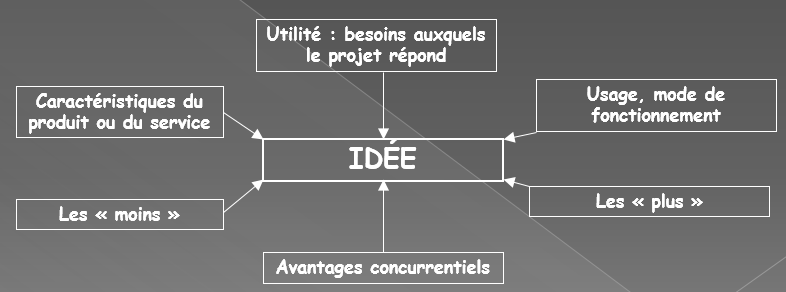 Utilité : besoins auxquels
le projet répond
Caractéristiques du
produit ou du service
Usage, mode de
fonctionnement
IDÉE
Les « moins »
Les « plus »
Avantages concurrentiels